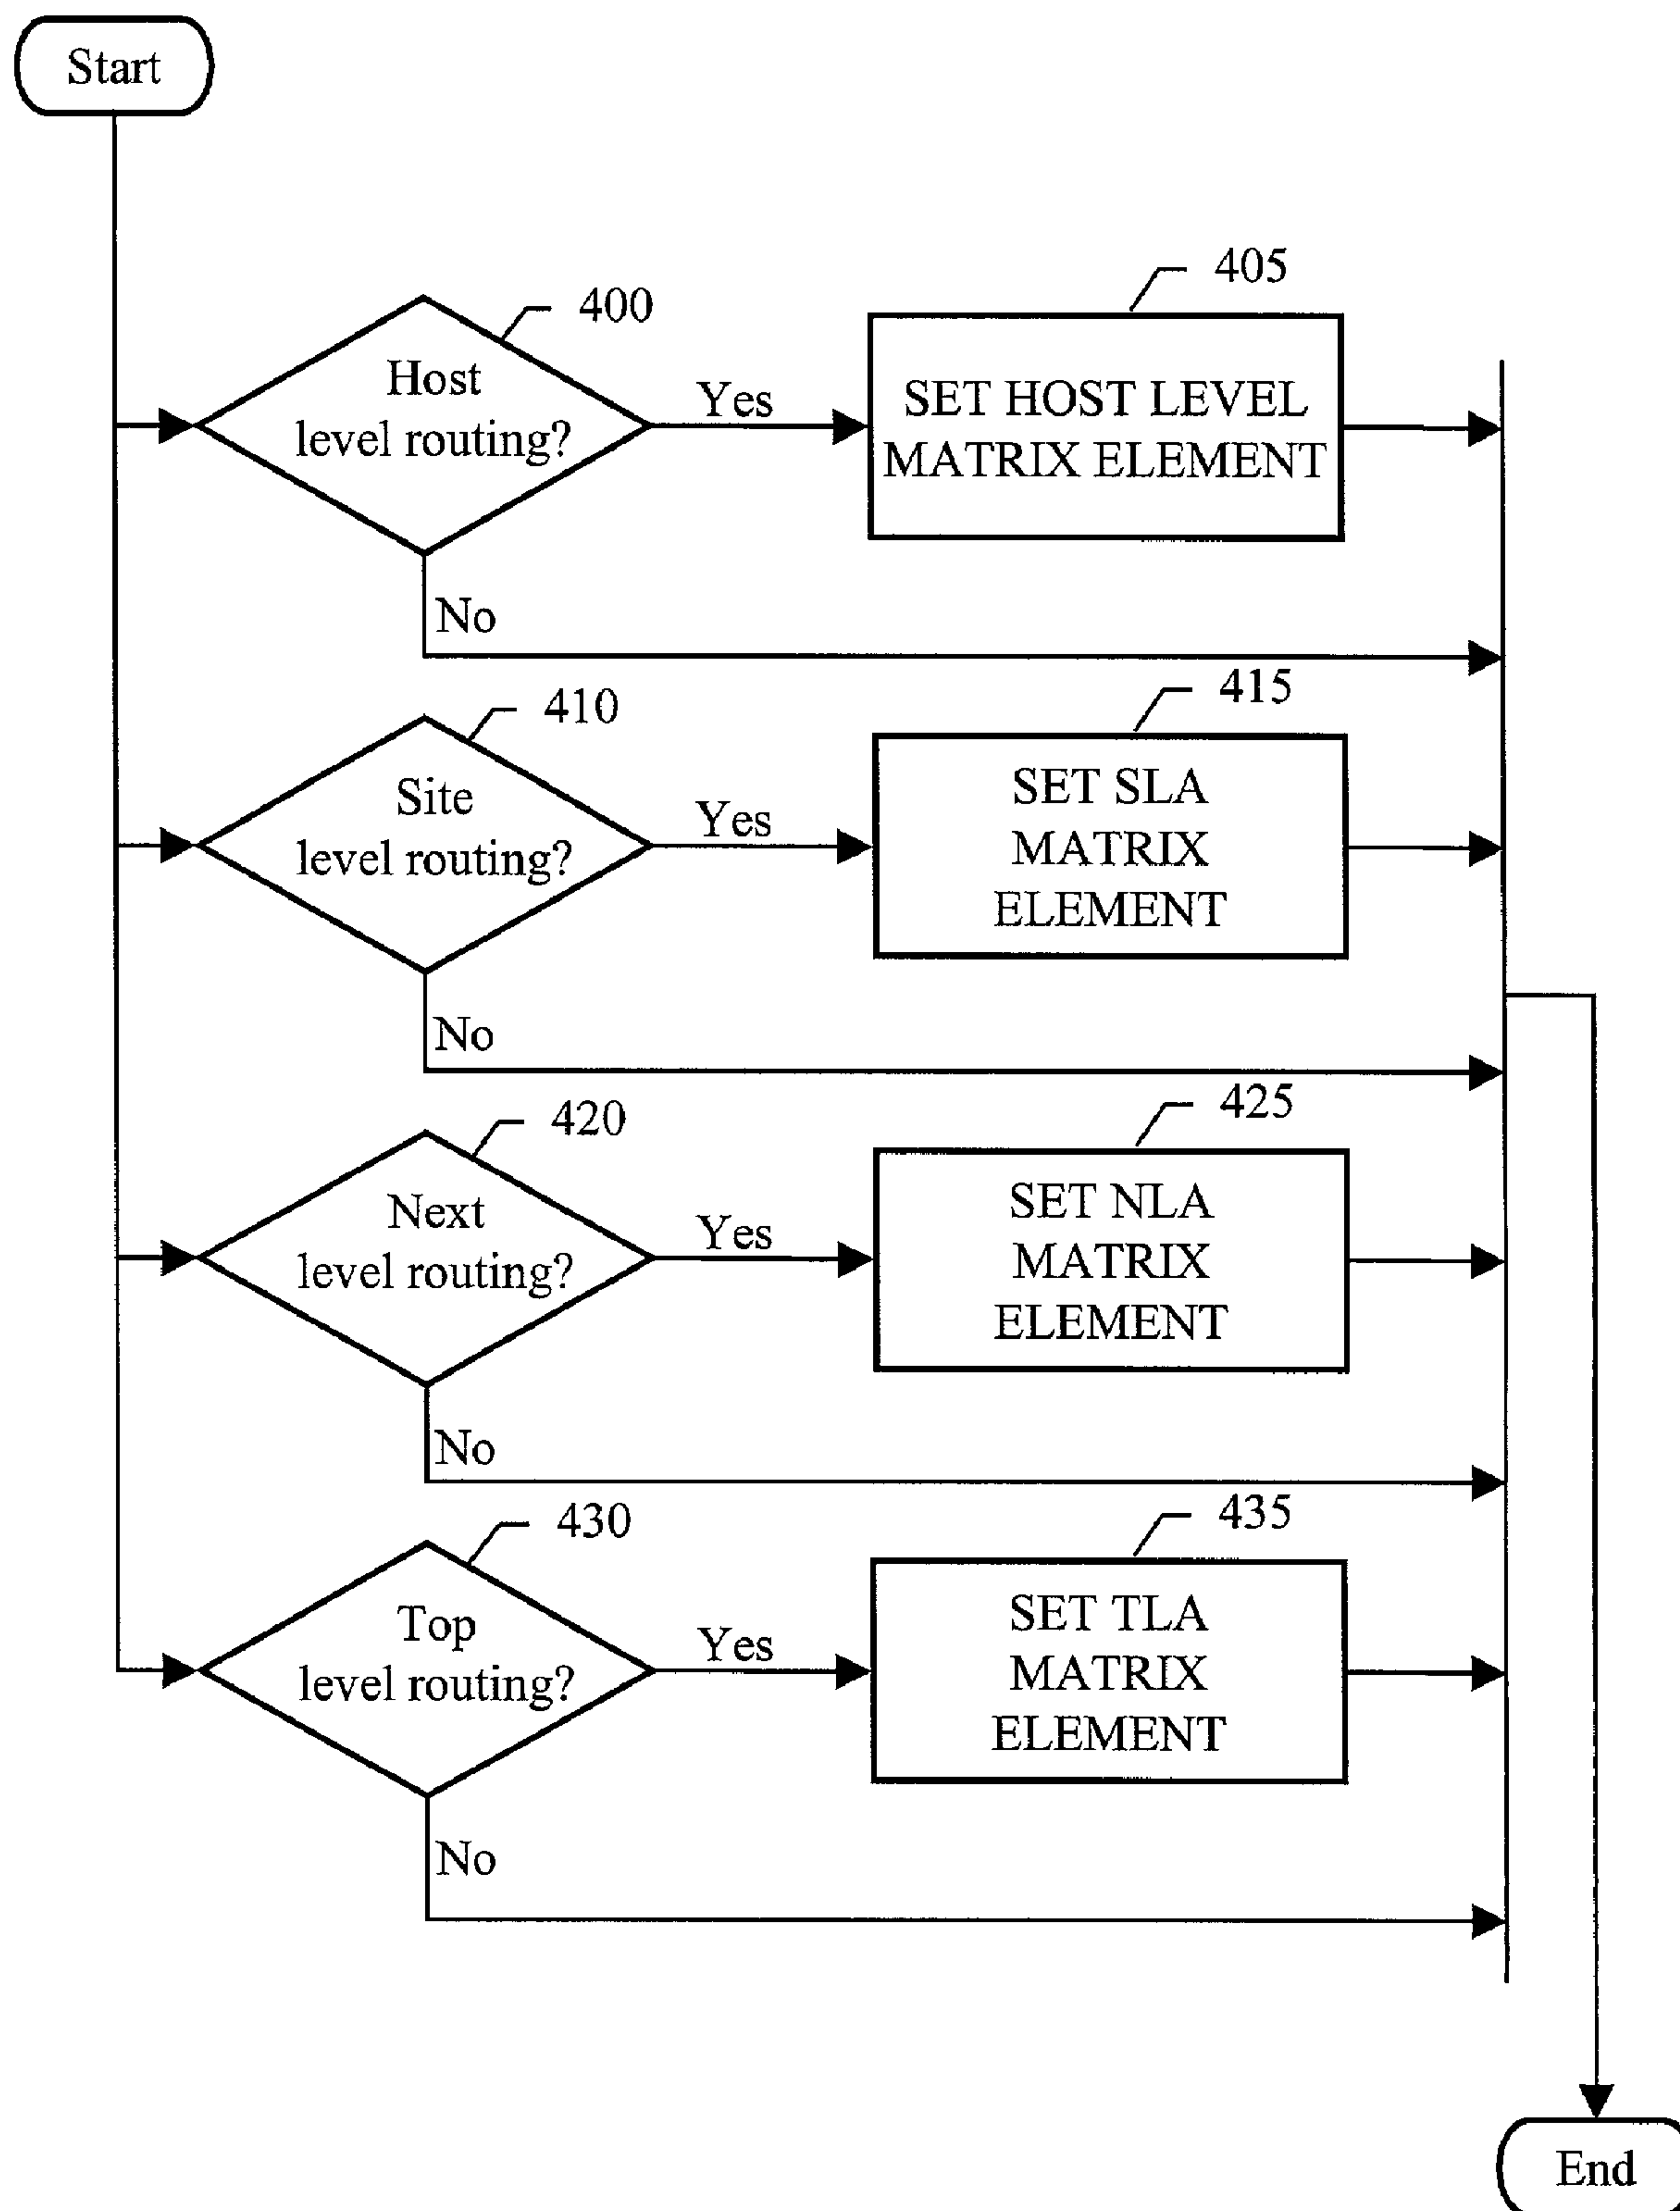 Start
400
Host
level routing?
Yes
No
405
SET HOST LEVEL
MATRIX ELEMENT
410
Site
level routing?
Yes
No
415
SET SLA
MATRIX
ELEMENT
420
Next
level routing?
Yes
No
425
SET NLA
MATRIX
ELEMENT
430
Top
level routing?
Yes
No
435
SET TLA
MATRIX
ELEMENT
End